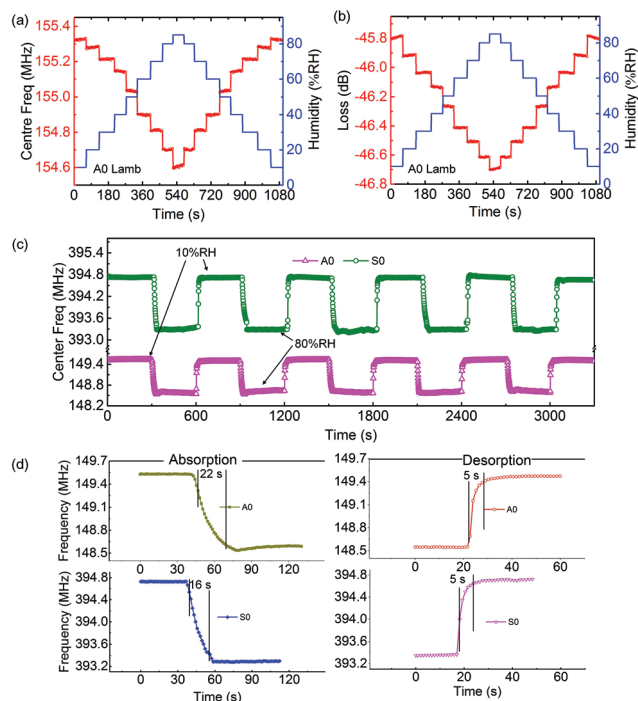 (a)
155.4
155.2
155.0
154.8
154.6
Centre Freq (MHz)
80
60
40
20
0
Humidity (%RH)
A0 Lamb
0 180 360 540 720 900 1080
Time (s)
(b)
-45.8
-46.0
-46.2
-46.4
-46.6
-46.8
Loss (dB)
80
60
40
20
0
Humidity (%RH)
A0 Lamb
0 180 360 540 720 900 1080
Time (s)
(c)
395.4
394.8
394.2
393.6
393.0
149.4
148.8
148.2
Center Freq (MHz)
A0 S0
10%RH
80%RH
0 600 1200 1800 2400 3000
Time (s)
(d)
Absorption
149.7
149.1
148.5
Frequency (MHz)
22 s
A0
0 30 60 90 120
394.8
394.2
393.6
393.2
Frequency (MHz)
16 s
S0
0 30 60 90 120
Time (s)
Desorption
149.7
149.4
149.1
148.8
148.5
5 s
A0
0 20 40 60
394.8
394.4
394.0
393.6
393.2
5 s
S0
0 20 40 60
Time (s)